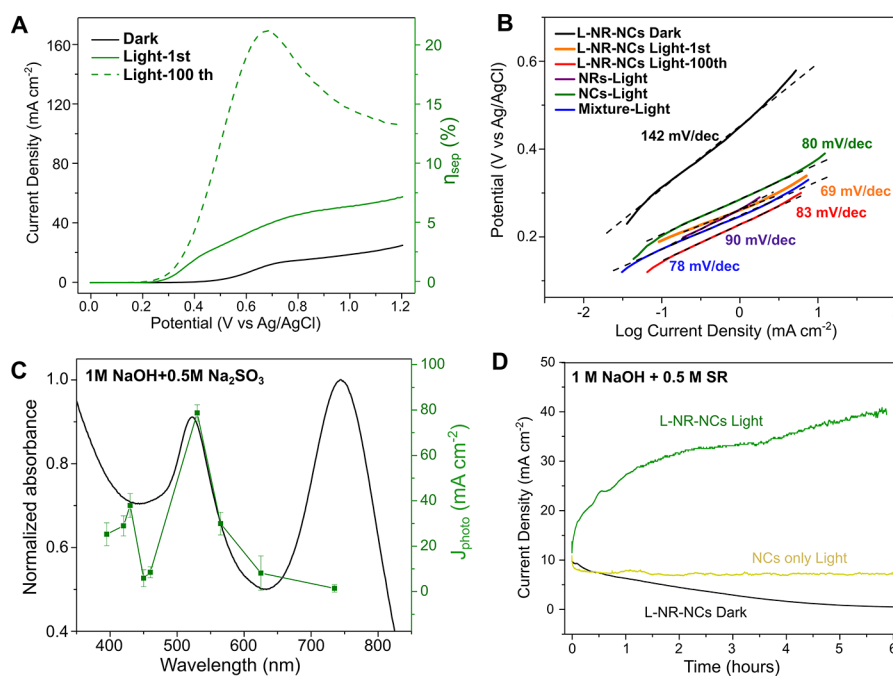 A
Dark
Light-1st
Light-100 th
Current Density (mA cm-2)
160
120
80
40
0
0.0 0.2 0.4 0.6 0.8 1.0 1.2
Potential (V vs Ag/AgCl)
20
15
10
5
0
ηsep (%)
B
L-NR-NCs Dark
L-NR-NCs Light-1st
L-NR-NCs Light-100th
NRs-Light
NCs-Light
Mixture-Light
Potential (V vs Ag/AgCl)
0.6
0.4
0.2
142 mV/dec
80 mV/dec
69 mV/dec
83 mV/dec
90 mV/dec
78 mV/dec
-2 -1 0 1 2
Log Current Density (mA cm-2)
C
1M NaOH+0.5M Na2SO3
Normalized absorbance
1.0
0.8
0.6
0.4
400 500 600 700 800
Wavelength (nm)
100
80
60
40
20
0
Jphoto (mA cm-2)
D
1 M NaOH + 0.5 M SR
L-NR-NCs Light
NCs only Light
L-NR-NCs Dark
Current Density (mA cm-2)
50
40
30
20
10
0
0 1 2 3 4 5 6
Time (hours)